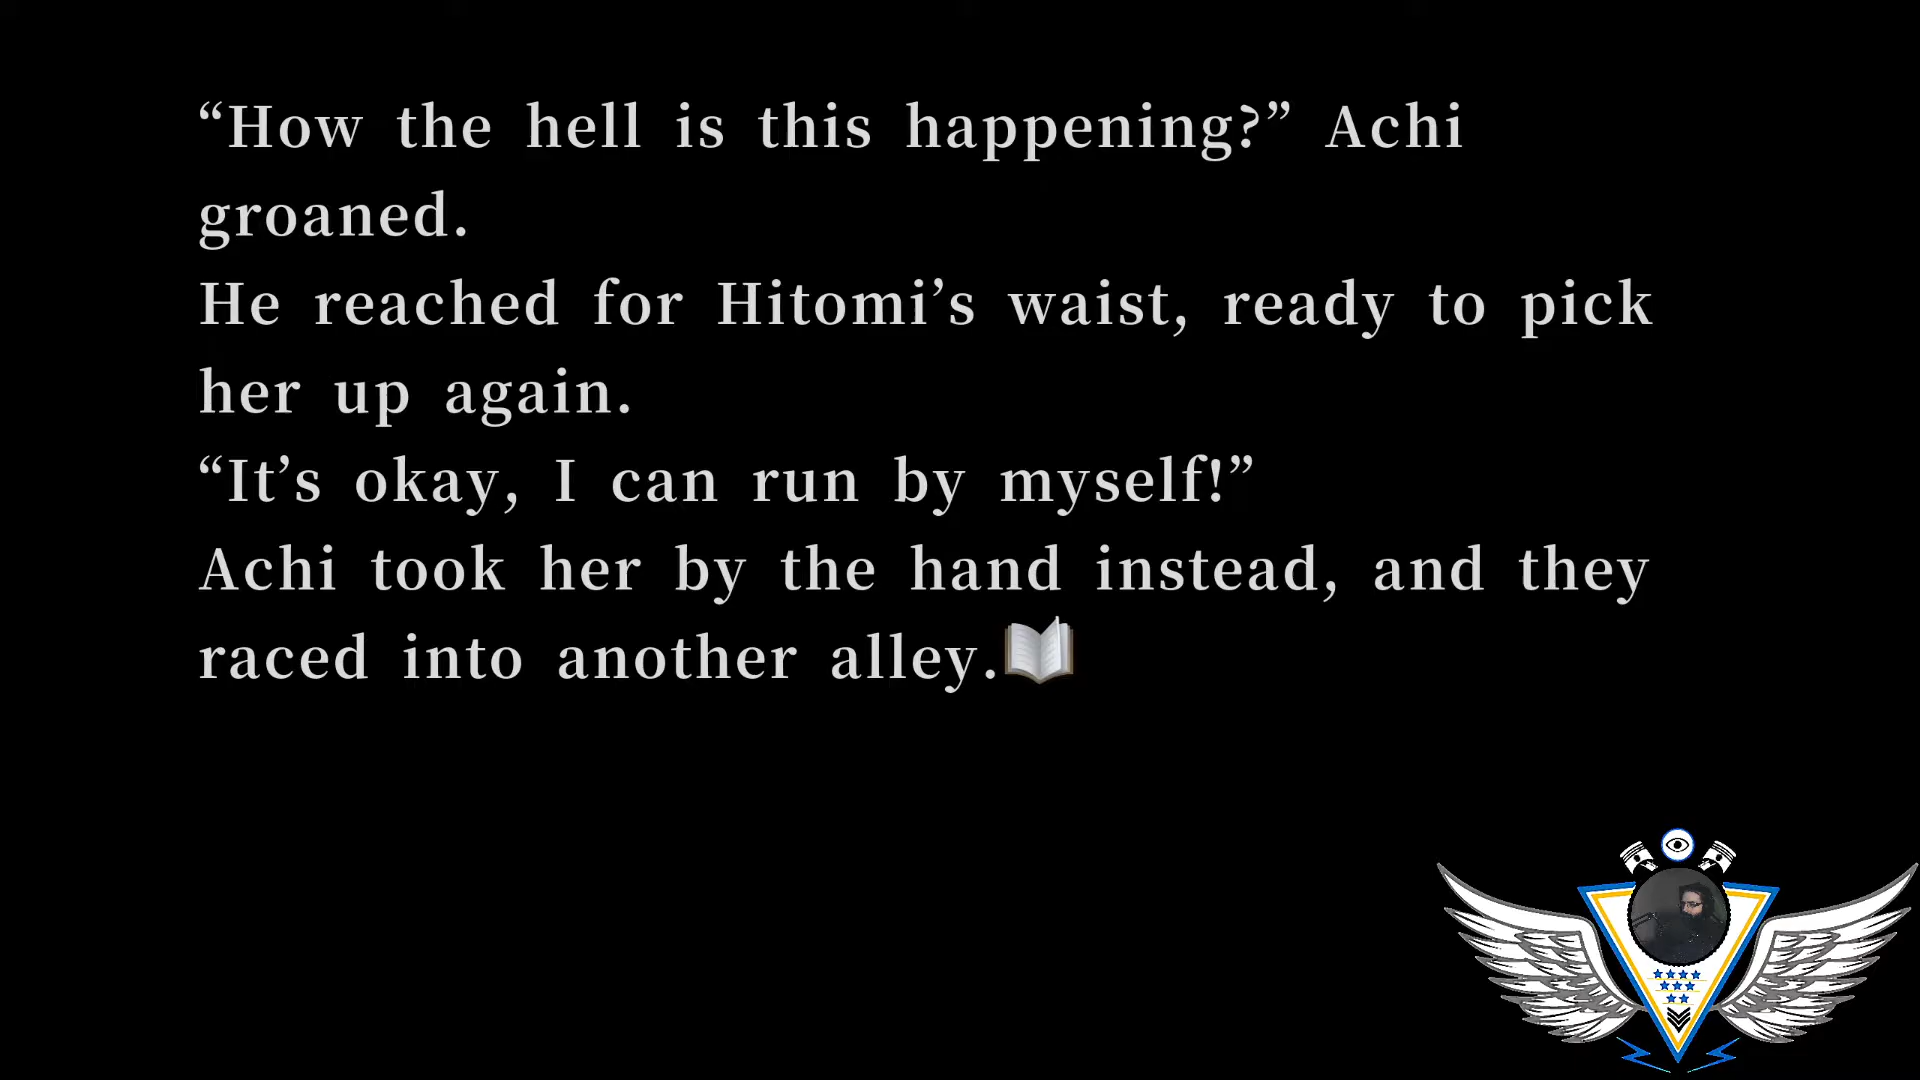 “How the hell is this happening?” Achi
groaned.
He reached for Hitomi’s waist, ready to pick
her up again.
“It’s okay, I can run by myself!”
Achi took her by the hand instead, and they
raced into another alley.